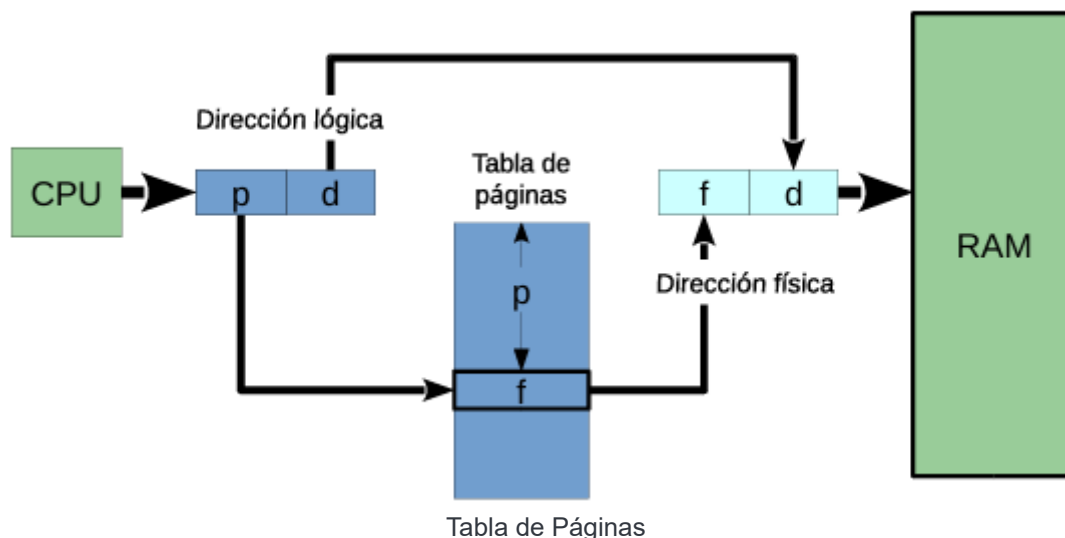 Dirección lógica
CPU
p
d
Tabla de
páginas
f
d
p
Dirección física
RAM
f
Tabla de Páginas